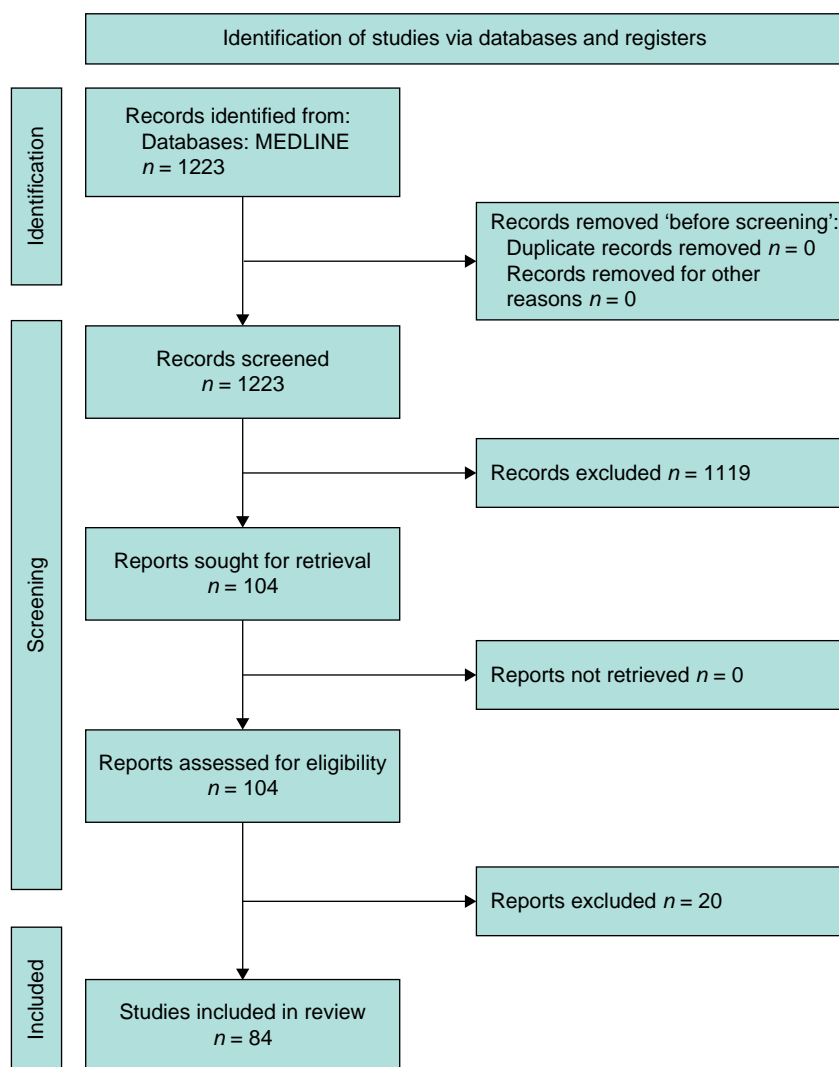 Identification of studies via databases and registers
Identification
Records identified from:
Databases: MEDLINE
n = 1223
Records removed ‘before screening’:
Duplicate records removed n = 0
Records removed for other
reasons n = 0
Screening
Records screened
n = 1223
Records excluded n = 1119
Reports sought for retrieval
n = 104
Reports not retrieved n = 0
Reports assessed for eligibility
n = 104
Reports excluded n = 20
Included
Studies included in review
n = 84